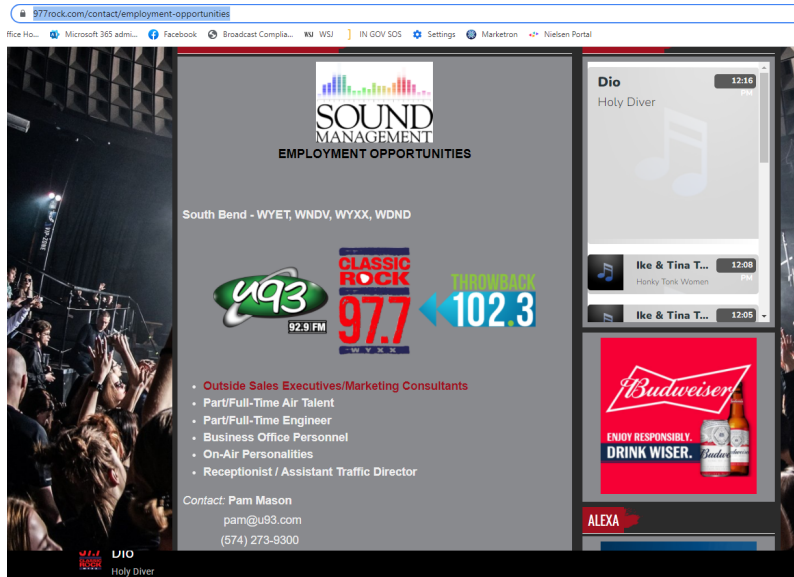 977rock.com/contact/employment-opportunities
ffice Ho...
Microsoft 365 admi...
Facebook
Broadcast Complia...
WSJ WSJ
IN GOV SOS
Settings
Marketron
Nielsen Portal
SOUND
MANAGEMENT
EMPLOYMENT OPPORTUNITIES
South Bend - WYET, WNDV, WYXX, WDND
u93
92.9 FM
CLASSIC
ROCK
97.7
WYXX
THROWBACK
102.3
Outside Sales Executives/Marketing Consultants
Part/Full-Time Air Talent
Part/Full-Time Engineer
Business Office Personnel
On-Air Personalities
Receptionist / Assistant Traffic Director
Contact: Pam Mason
pam@u93.com
(574) 273-9300
Dio
12:16
PM
Holy Diver
Ike & Tina T...
12:08
PM
Honky Tonk Women
Ike & Tina T...
12:05
Budweiser
ENJOY RESPONSIBLY.
DRINK WISER.
ALEXA
97.7
CLASSIC
ROCK
Dio
Holy Diver